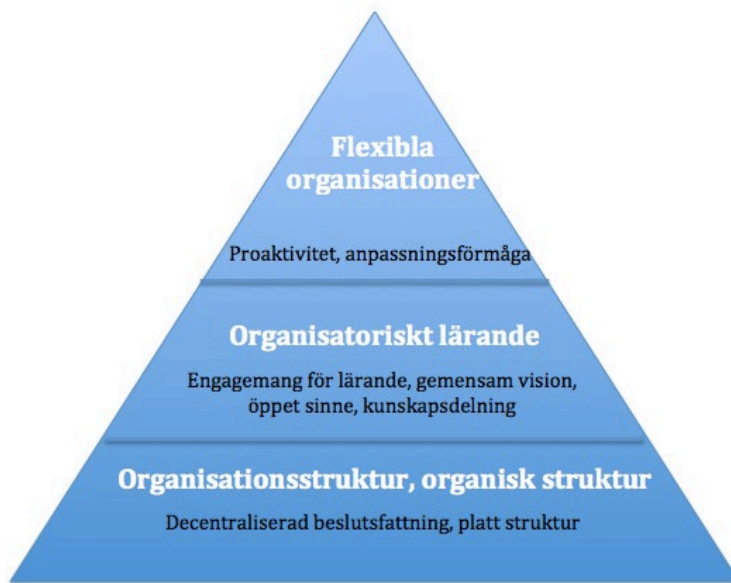 Flexibla
organisationer
Proaktivitet, anpassningsförmåga
Organisatoriskt lärande
Engagemang för lärande, gemensam vision,
öppet sinne, kunskapsdelning
Organisationsstruktur, organisk struktur
Decentraliserad beslutsfattning, platt struktur